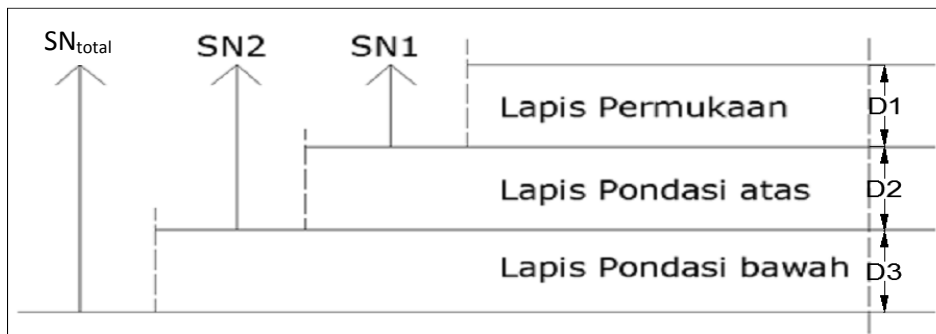 SNtotal SN2 SN1
Lapis Permukaan D1
Lapis Pondasi atas D2
Lapis Pondasi bawah D3